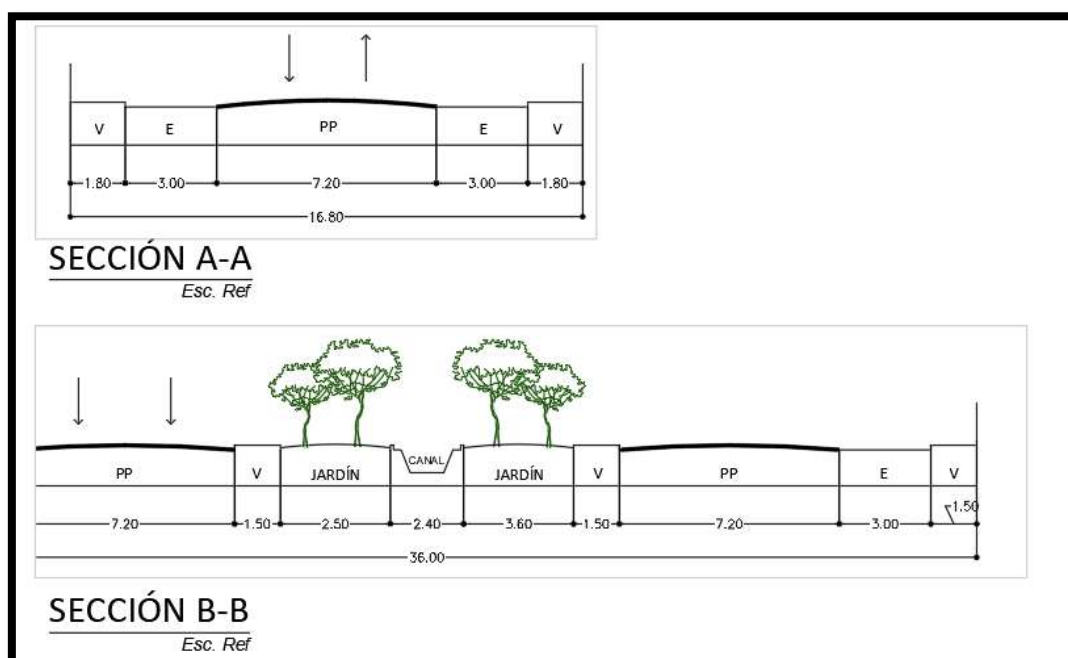 V E PP E V
1.80 3.00 7.20 3.00 1.80
16.80
SECCIÓN A-A
Esc. Ref
CANAL
PP V JARDÍN JARDÍN V PP E V
1.50
7.20 1.50 2.50 2.40 3.60 1.50 7.20 3.00
36.00
SECCIÓN B-B
Esc. Ref